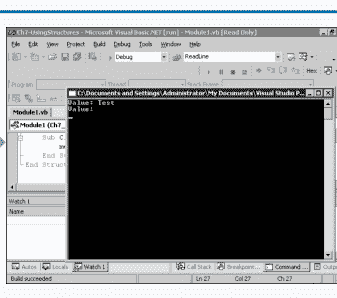 Ch7-UsingStructures - Microsoft Visual Basic.NET [run] - Module1.vb [Read Only]
File Edit View Project Build Debug Tools Window Help
Debug ReadLine
Hex
Program
C:\Documents and Settings\Administrator\My Documents\Visual Studio P...
Value: Test
Value:
Module1.vb
Module1 (Ch7_
Sub C
End S
End Struct
Watch 1
Name
Autos Locals Watch 1 Call Stack Breakpoin... Command ... Outpu
Build succeeded Ln 27 Col 27 Ch 27